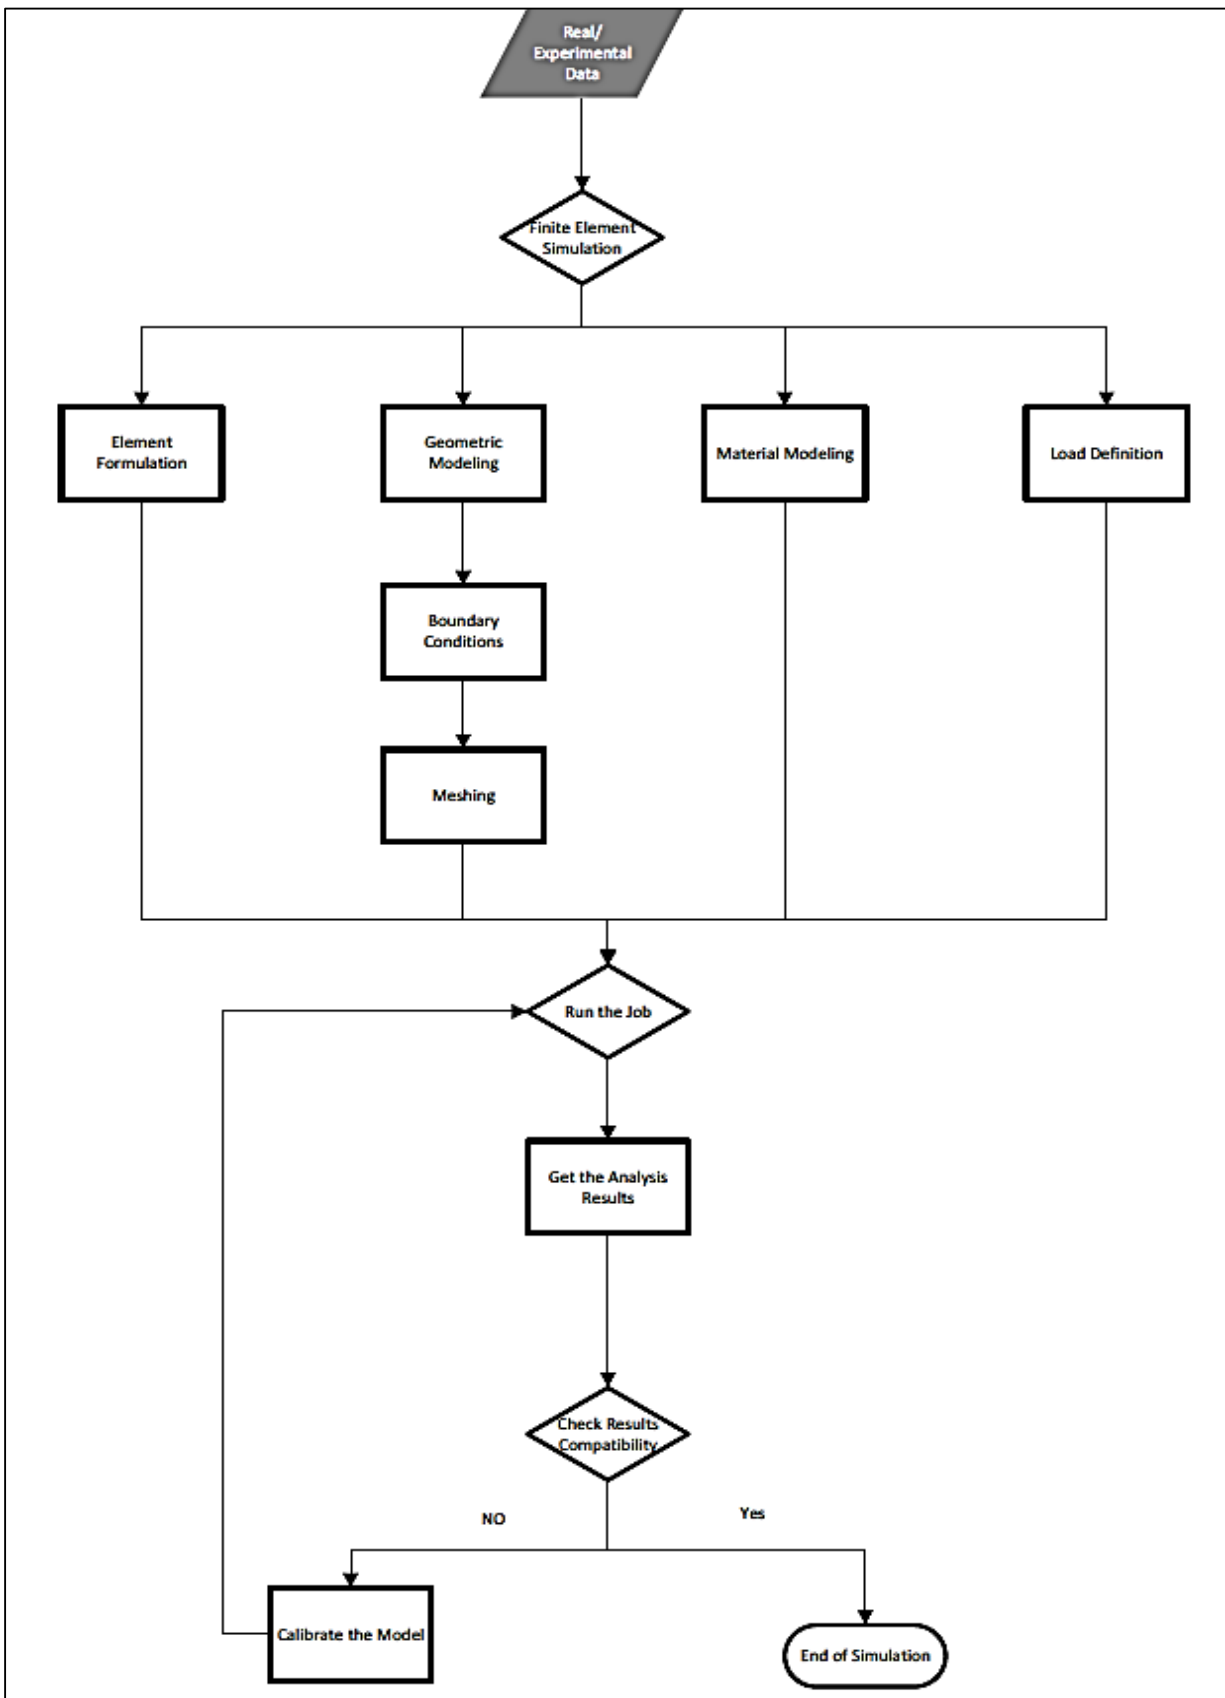 Real/
Experimental
Data
Finite Element
Simulation
Element
Formulation
Geometric
Modeling
Material Modeling
Load Definition
Boundary
Conditions
Meshing
Run the Job
Get the Analysis
Results
Check Results
Compatibility
NO
Yes
Calibrate the Model
End of Simulation